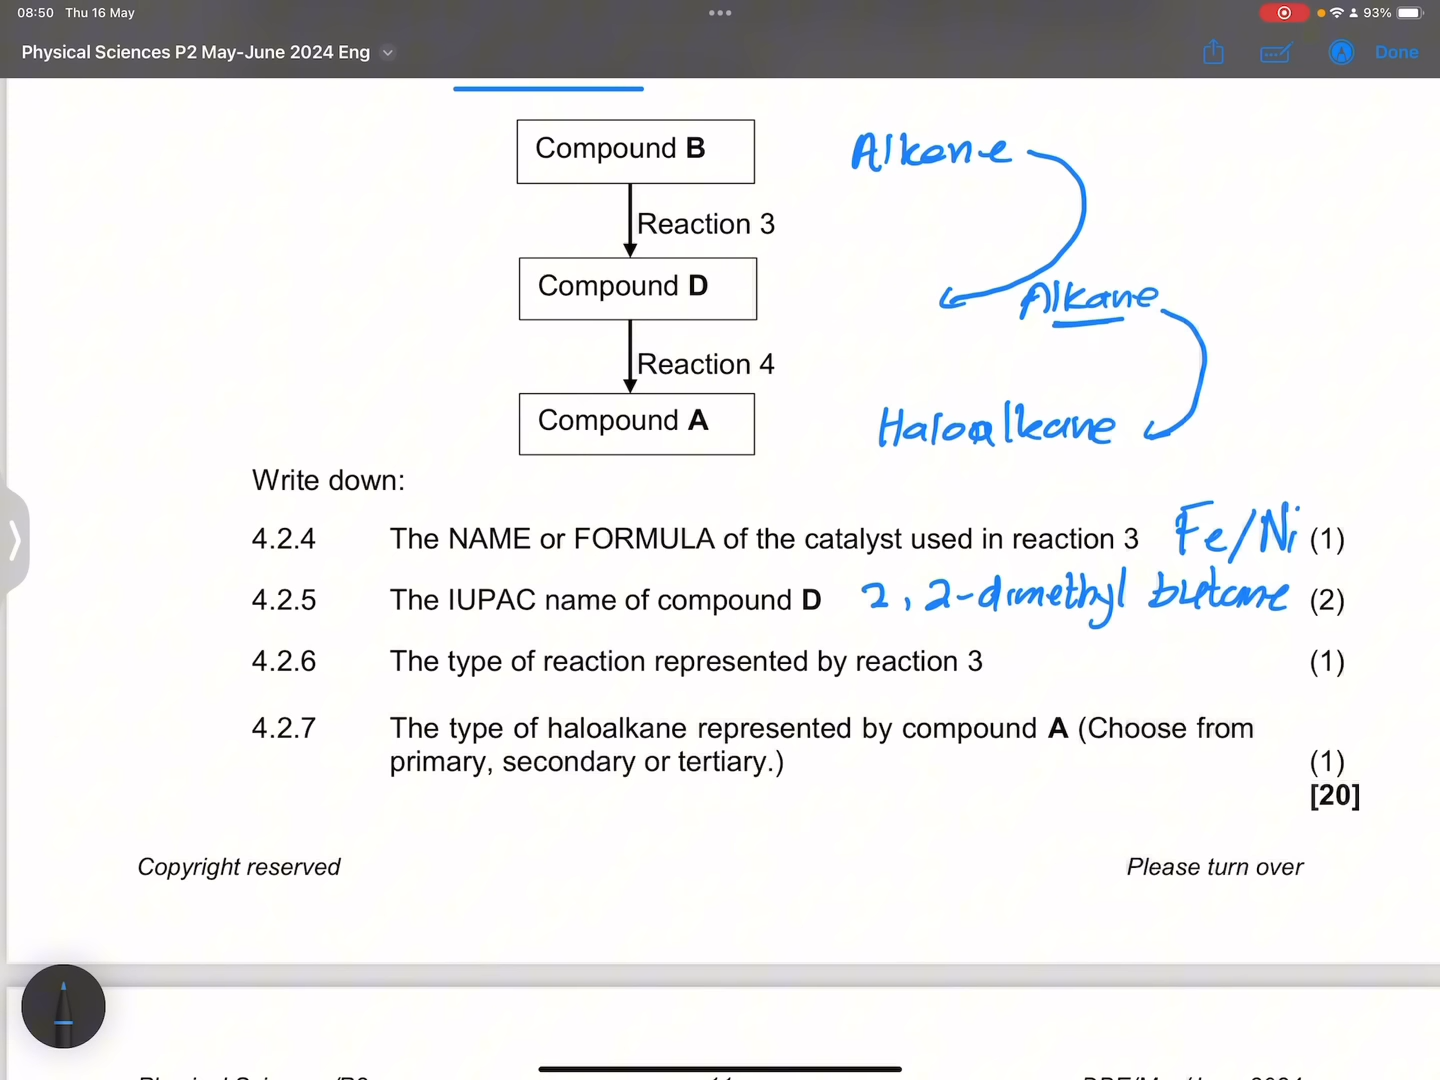 08:50 Thu 16 May
93%
Physical Sciences P2 May-June 2024 Eng
Done
Compound B
Alkene
Reaction 3
Compound D
Alkane
Reaction 4
Compound A
Haloalkane
Write down:
4.2.4 The NAME or FORMULA of the catalyst used in reaction 3 Fe/Ni (1)
4.2.5 The IUPAC name of compound D 2,2-dimethyl butane (2)
4.2.6 The type of reaction represented by reaction 3 (1)
4.2.7 The type of haloalkane represented by compound A (Choose from
primary, secondary or tertiary.) (1)
[20]
Copyright reserved Please turn over